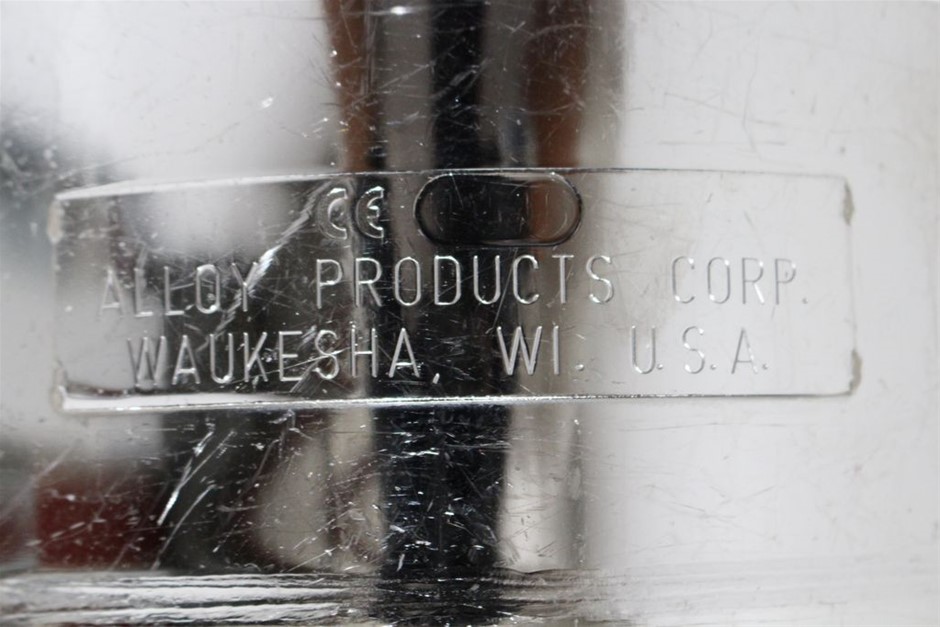 CE
ALLOY PRODUCTS CORP.
WAUKESHA, WI. U.S.A.